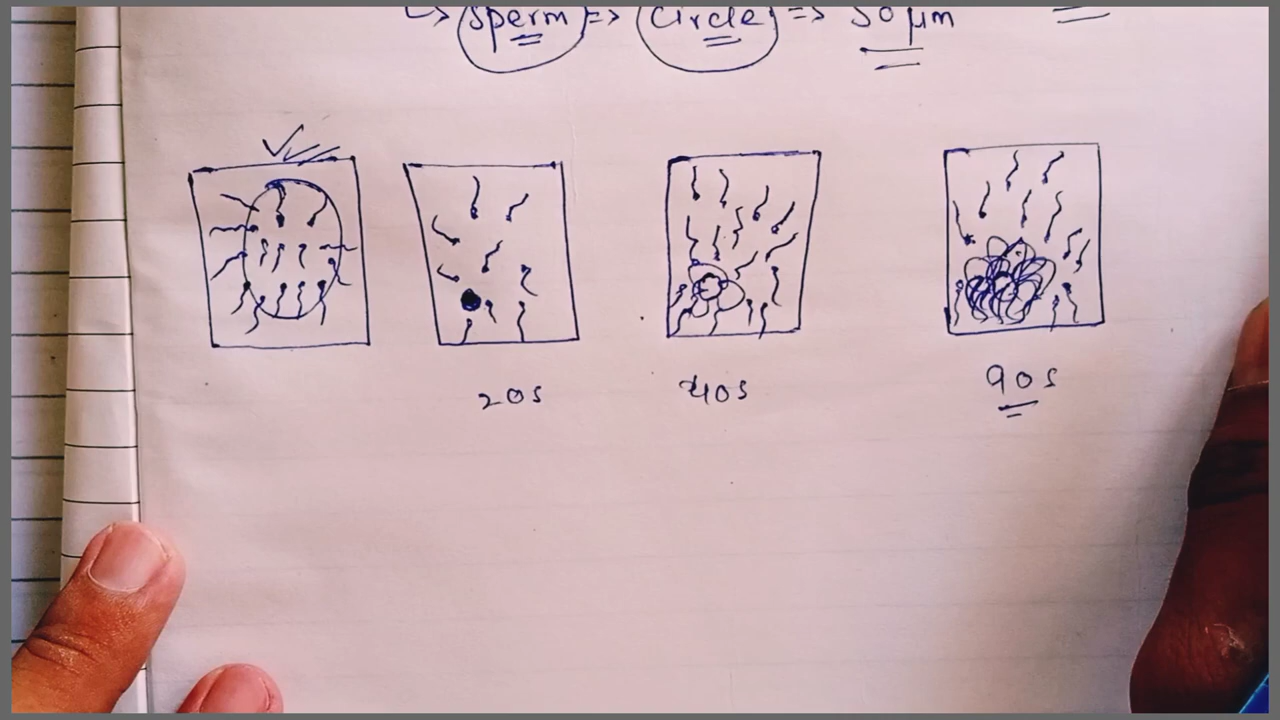 ↳ sperm => circle => 50 µm
20s 40s 90s